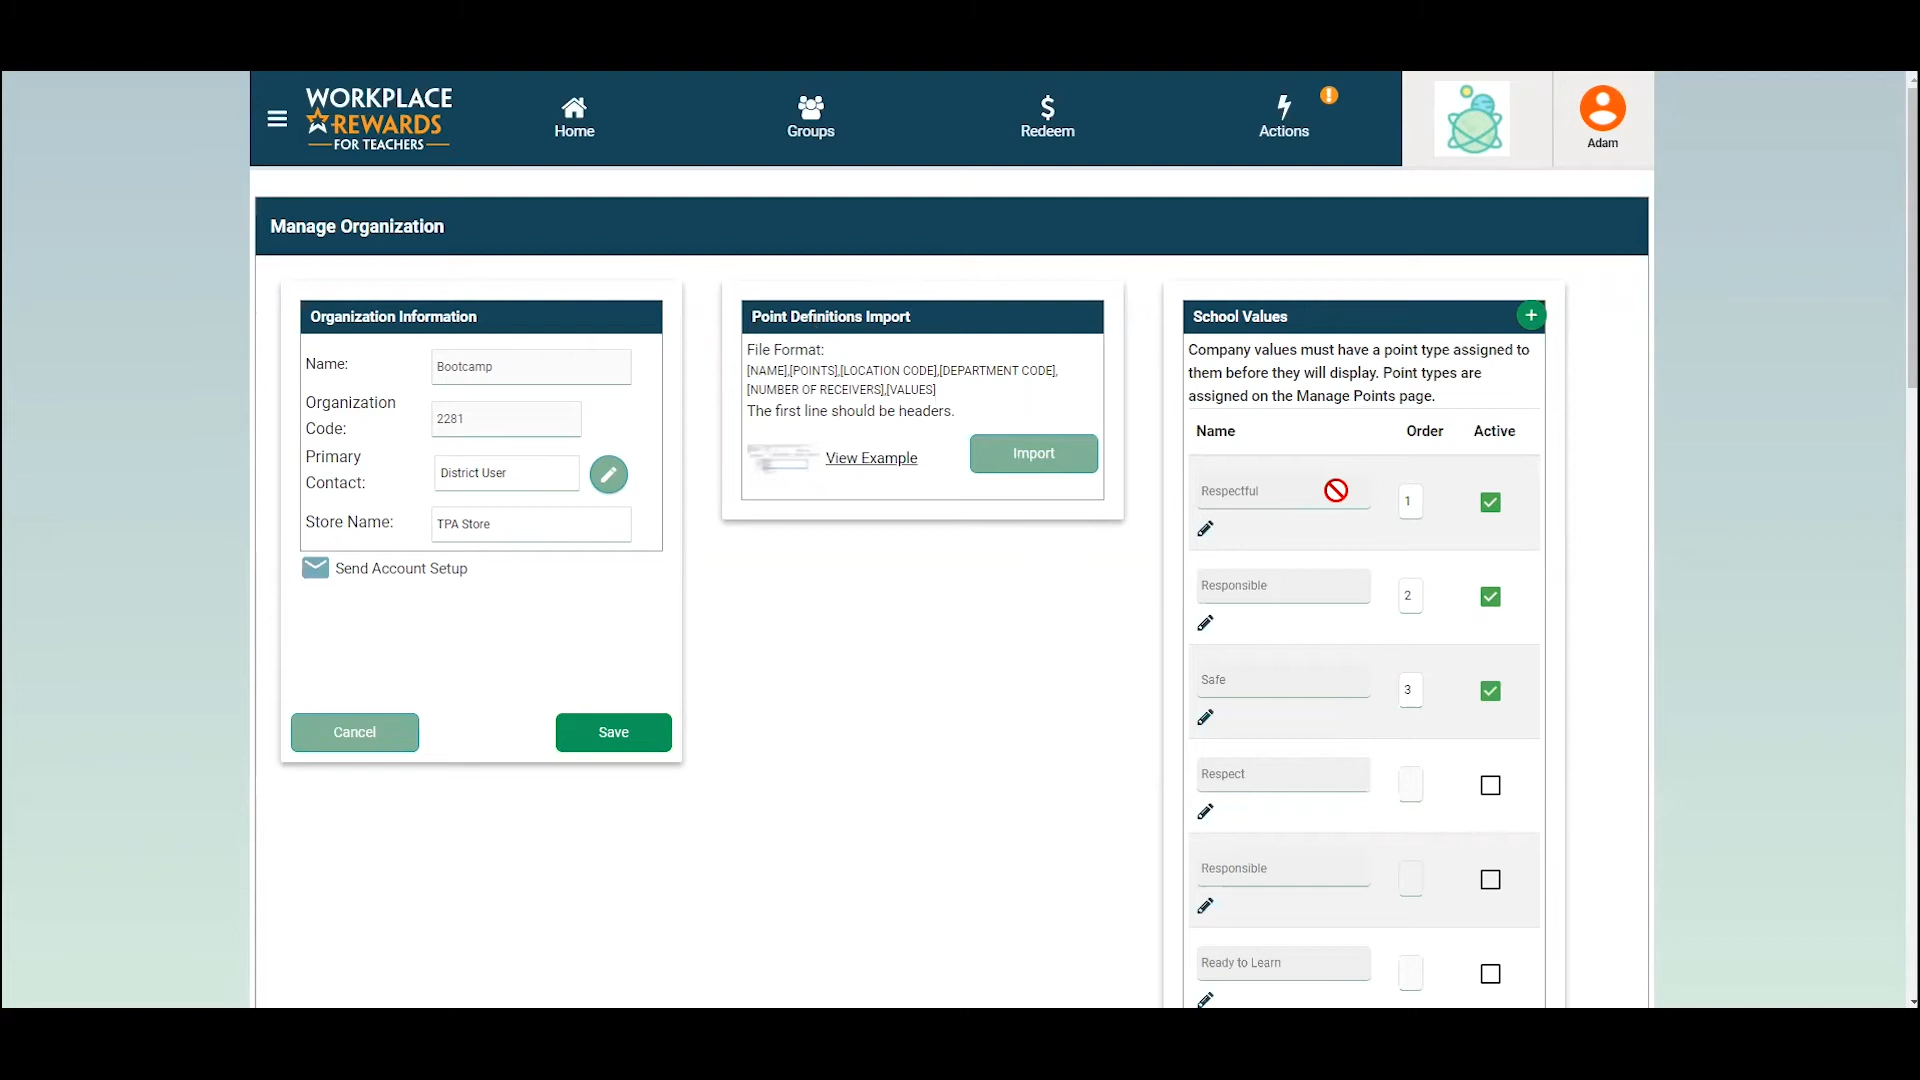 WORKPLACE
REWARDS
FOR TEACHERS
Home
Groups
Redeem
Actions
Adam
Manage Organization
Organization Information
Name:
Bootcamp
Organization
Code:
2281
Primary
Contact:
District User
Store Name:
TPA Store
Send Account Setup
Cancel
Save
Point Definitions Import
File Format:
[NAME],[POINTS],[LOCATION CODE],[DEPARTMENT CODE],
[NUMBER OF RECEIVERS],[VALUES]
The first line should be headers.
View Example
Import
School Values
Company values must have a point type assigned to
them before they will display. Point types are
assigned on the Manage Points page.
Name Order Active
Respectful 1
Responsible 2
Safe 3
Respect
Responsible
Ready to Learn